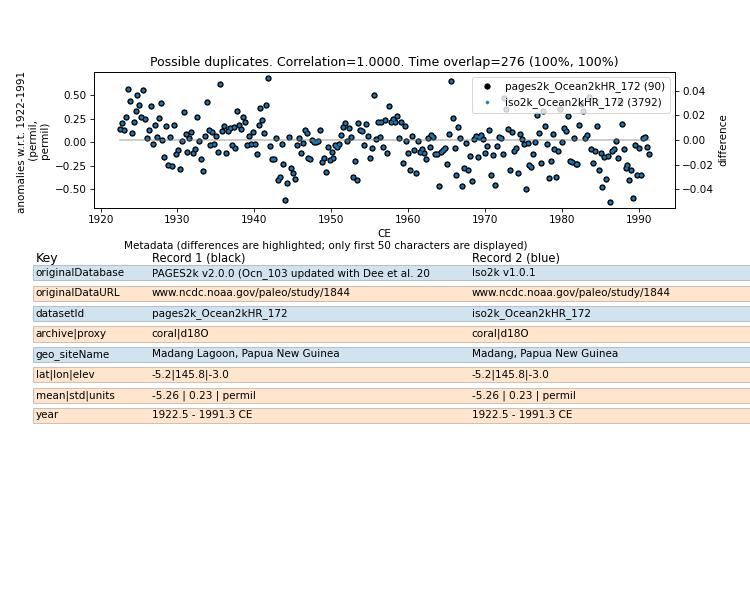 Possible duplicates. Correlation=1.0000. Time overlap=276 (100%, 100%)
anomalies w.r.t. 1922-1991
(permil,
permil)
0.50
0.25
0.00
−0.25
−0.50
pages2k_Ocean2kHR_172 (90)
iso2k_Ocean2kHR_172 (3792)
0.04
0.02
0.00
−0.02
−0.04
difference
1920 1930 1940 1950 1960 1970 1980 1990
CE
Metadata (differences are highlighted; only first 50 characters are displayed)
Key Record 1 (black) Record 2 (blue)
originalDatabase PAGES2k v2.0.0 (Ocn_103 updated with Dee et al. 20 Iso2k v1.0.1
originalDataURL www.ncdc.noaa.gov/paleo/study/1844 www.ncdc.noaa.gov/paleo/study/1844
datasetId pages2k_Ocean2kHR_172 iso2k_Ocean2kHR_172
archive|proxy coral|d18O coral|d18O
geo_siteName Madang Lagoon, Papua New Guinea Madang, Papua New Guinea
lat|lon|elev -5.2|145.8|-3.0 -5.2|145.8|-3.0
mean|std|units -5.26 | 0.23 | permil -5.26 | 0.23 | permil
year 1922.5 - 1991.3 CE 1922.5 - 1991.3 CE